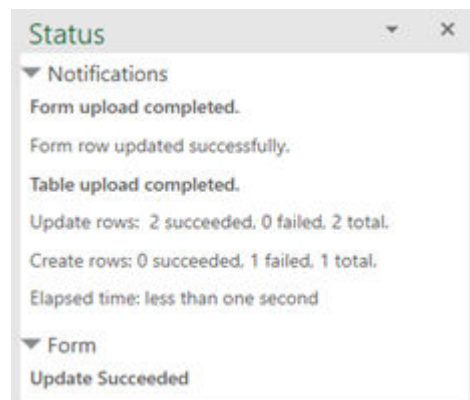 Status
Notifications
Form upload completed.
Form row updated successfully.
Table upload completed.
Update rows:  2 succeeded, 0 failed, 2 total.
Create rows: 0 succeeded, 1 failed, 1 total.
Elapsed time: less than one second
Form
Update Succeeded